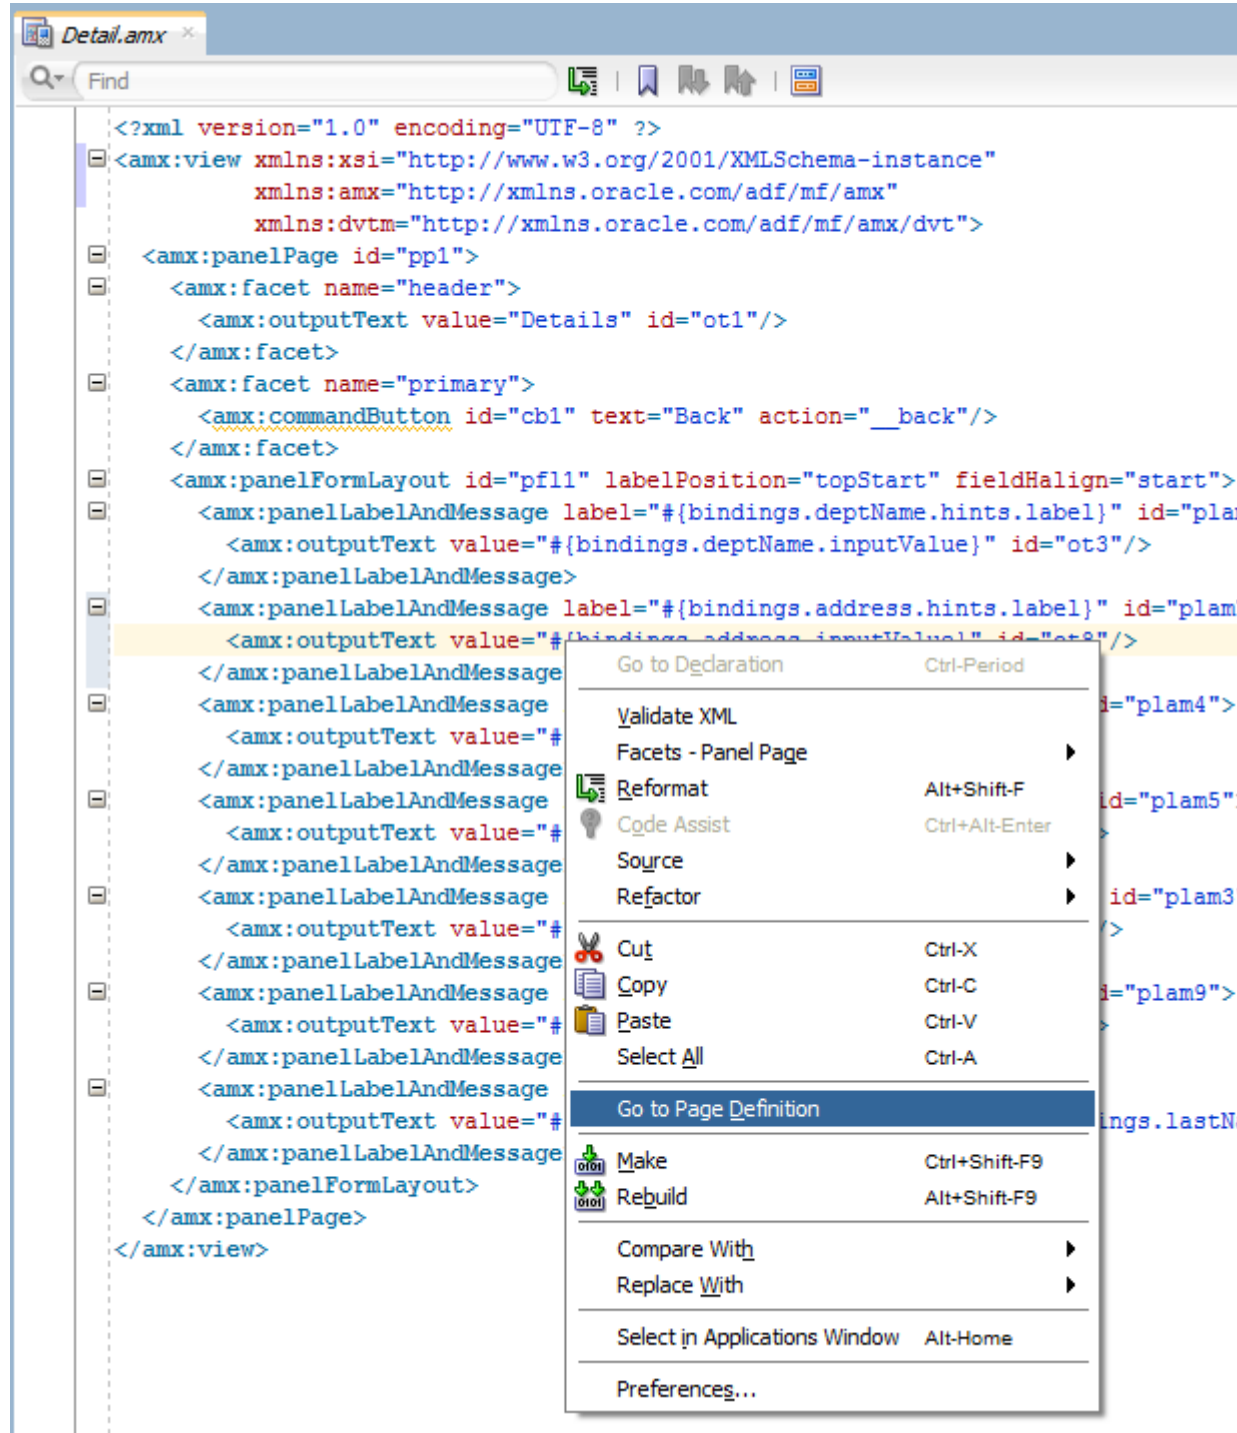 Detail.amx
Find
<?xml version="1.0" encoding="UTF-8" ?>
<amx:view xmlns:xsi="http://www.w3.org/2001/XMLSchema-instance"
xmlns:amx="http://xmlns.oracle.com/adf/mf/amx"
xmlns:dvtm="http://xmlns.oracle.com/adf/mf/amx/dvt">
<amx:panelPage id="pp1">
<amx:facet name="header">
<amx:outputText value="Details" id="ot1"/>
</amx:facet>
<amx:facet name="primary">
<amx:commandButton id="cb1" text="Back" action="__back"/>
</amx:facet>
<amx:panelFormLayout id="pfl1" labelPosition="topStart" fieldHalign="start">
<amx:panelLabelAndMessage label="#{bindings.deptName.hints.label}" id="plam
<amx:outputText value="#{bindings.deptName.inputValue}" id="ot3"/>
</amx:panelLabelAndMessage>
<amx:panelLabelAndMessage label="#{bindings.address.hints.label}" id="plam
<amx:outputText value="#{bindings.address.inputValue}" id="ot8"/>
</amx:panelLabelAndMessage
<amx:panelLabelAndMessage d="plam4">
<amx:outputText value="#
</amx:panelLabelAndMessage
<amx:panelLabelAndMessage id="plam5"
<amx:outputText value="#
</amx:panelLabelAndMessage
<amx:panelLabelAndMessage id="plam3
<amx:outputText value="# />
</amx:panelLabelAndMessage
<amx:panelLabelAndMessage d="plam9">
<amx:outputText value="#
</amx:panelLabelAndMessage
<amx:panelLabelAndMessage
<amx:outputText value="# ings.lastN
</amx:panelLabelAndMessage
</amx:panelFormLayout>
</amx:panelPage>
</amx:view>
Go to Declaration Ctrl-Period
Validate XML
Facets - Panel Page
Reformat Alt+Shift-F
Code Assist Ctrl+Alt-Enter
Source
Refactor
Cut Ctrl-X
Copy Ctrl-C
Paste Ctrl-V
Select All Ctrl-A
Go to Page Definition
Make Ctrl+Shift-F9
Rebuild Alt+Shift-F9
Compare With
Replace With
Select in Applications Window Alt-Home
Preferences...